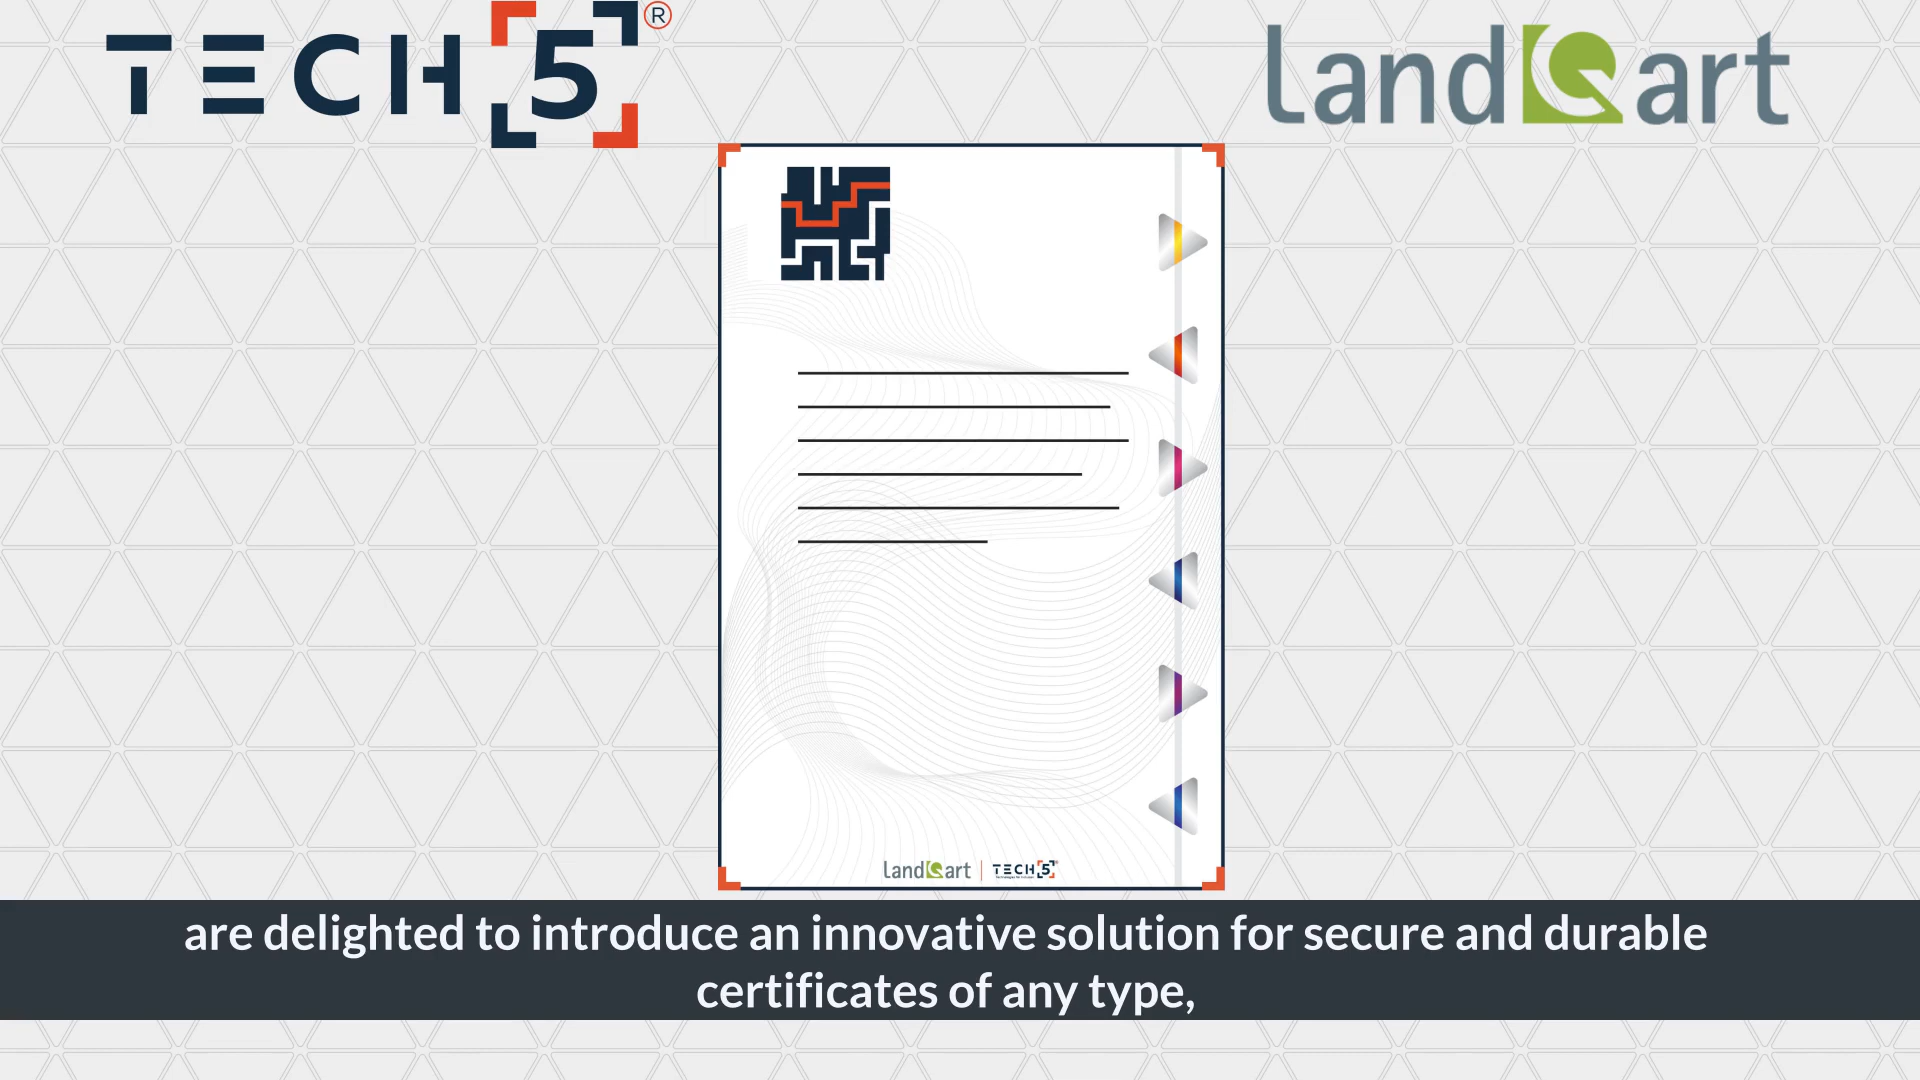 TECH5®
LandQart
LandQart | TECH5
are delighted to introduce an innovative solution for secure and durable
certificates of any type,